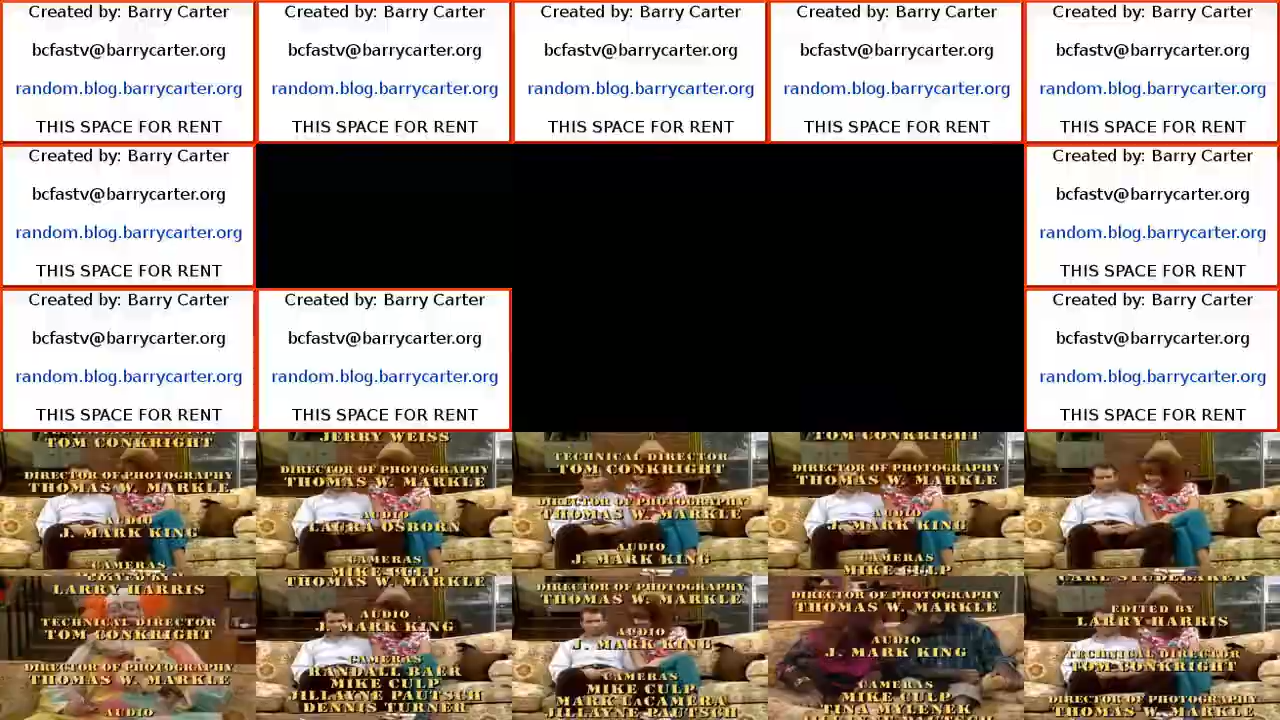 Created by: Barry Carter
bcfastv@barrycarter.org
random.blog.barrycarter.org
THIS SPACE FOR RENT
Created by: Barry Carter
bcfastv@barrycarter.org
random.blog.barrycarter.org
THIS SPACE FOR RENT
Created by: Barry Carter
bcfastv@barrycarter.org
random.blog.barrycarter.org
THIS SPACE FOR RENT
Created by: Barry Carter
bcfastv@barrycarter.org
random.blog.barrycarter.org
THIS SPACE FOR RENT
Created by: Barry Carter
bcfastv@barrycarter.org
random.blog.barrycarter.org
THIS SPACE FOR RENT
Created by: Barry Carter
bcfastv@barrycarter.org
random.blog.barrycarter.org
THIS SPACE FOR RENT
Created by: Barry Carter
bcfastv@barrycarter.org
random.blog.barrycarter.org
THIS SPACE FOR RENT
Created by: Barry Carter
bcfastv@barrycarter.org
random.blog.barrycarter.org
THIS SPACE FOR RENT
Created by: Barry Carter
bcfastv@barrycarter.org
random.blog.barrycarter.org
THIS SPACE FOR RENT
Created by: Barry Carter
bcfastv@barrycarter.org
random.blog.barrycarter.org
THIS SPACE FOR RENT
TOM CONKRIGHT
DIRECTOR OF PHOTOGRAPHY
THOMAS W. MARKLE
AUDIO
J. MARK KING
CAMERAS
JERRY WEISS
DIRECTOR OF PHOTOGRAPHY
THOMAS W. MARKLE
AUDIO
LAURA OSBORN
CAMERAS
MIKE CULP
TECHNICAL DIRECTOR
TOM CONKRIGHT
DIRECTOR OF PHOTOGRAPHY
THOMAS W. MARKLE
AUDIO
J. MARK KING
TOM CONKRIGHT
DIRECTOR OF PHOTOGRAPHY
THOMAS W. MARKLE
AUDIO
J. MARK KING
CAMERAS
MIKE CULP
LARRY HARRIS
TECHNICAL DIRECTOR
TOM CONKRIGHT
DIRECTOR OF PHOTOGRAPHY
THOMAS W. MARKLE
AUDIO
THOMAS W. MARKLE
AUDIO
J. MARK KING
CAMERAS
RANDALL BAER
MIKE CULP
JILLAYNE PAUTSCH
DENNIS TURNER
DIRECTOR OF PHOTOGRAPHY
THOMAS W. MARKLE
AUDIO
J. MARK KING
CAMERAS
MIKE CULP
MARK LaCAMERA
JILLAYNE PAUTSCH
DIRECTOR OF PHOTOGRAPHY
THOMAS W. MARKLE
AUDIO
J. MARK KING
CAMERAS
MIKE CULP
TINA MYLENEK
JILLAYNE PAUTSCH
CARL STUDEBAKER
EDITED BY
LARRY HARRIS
TECHNICAL DIRECTOR
TOM CONKRIGHT
DIRECTOR OF PHOTOGRAPHY
THOMAS W. MARKLE